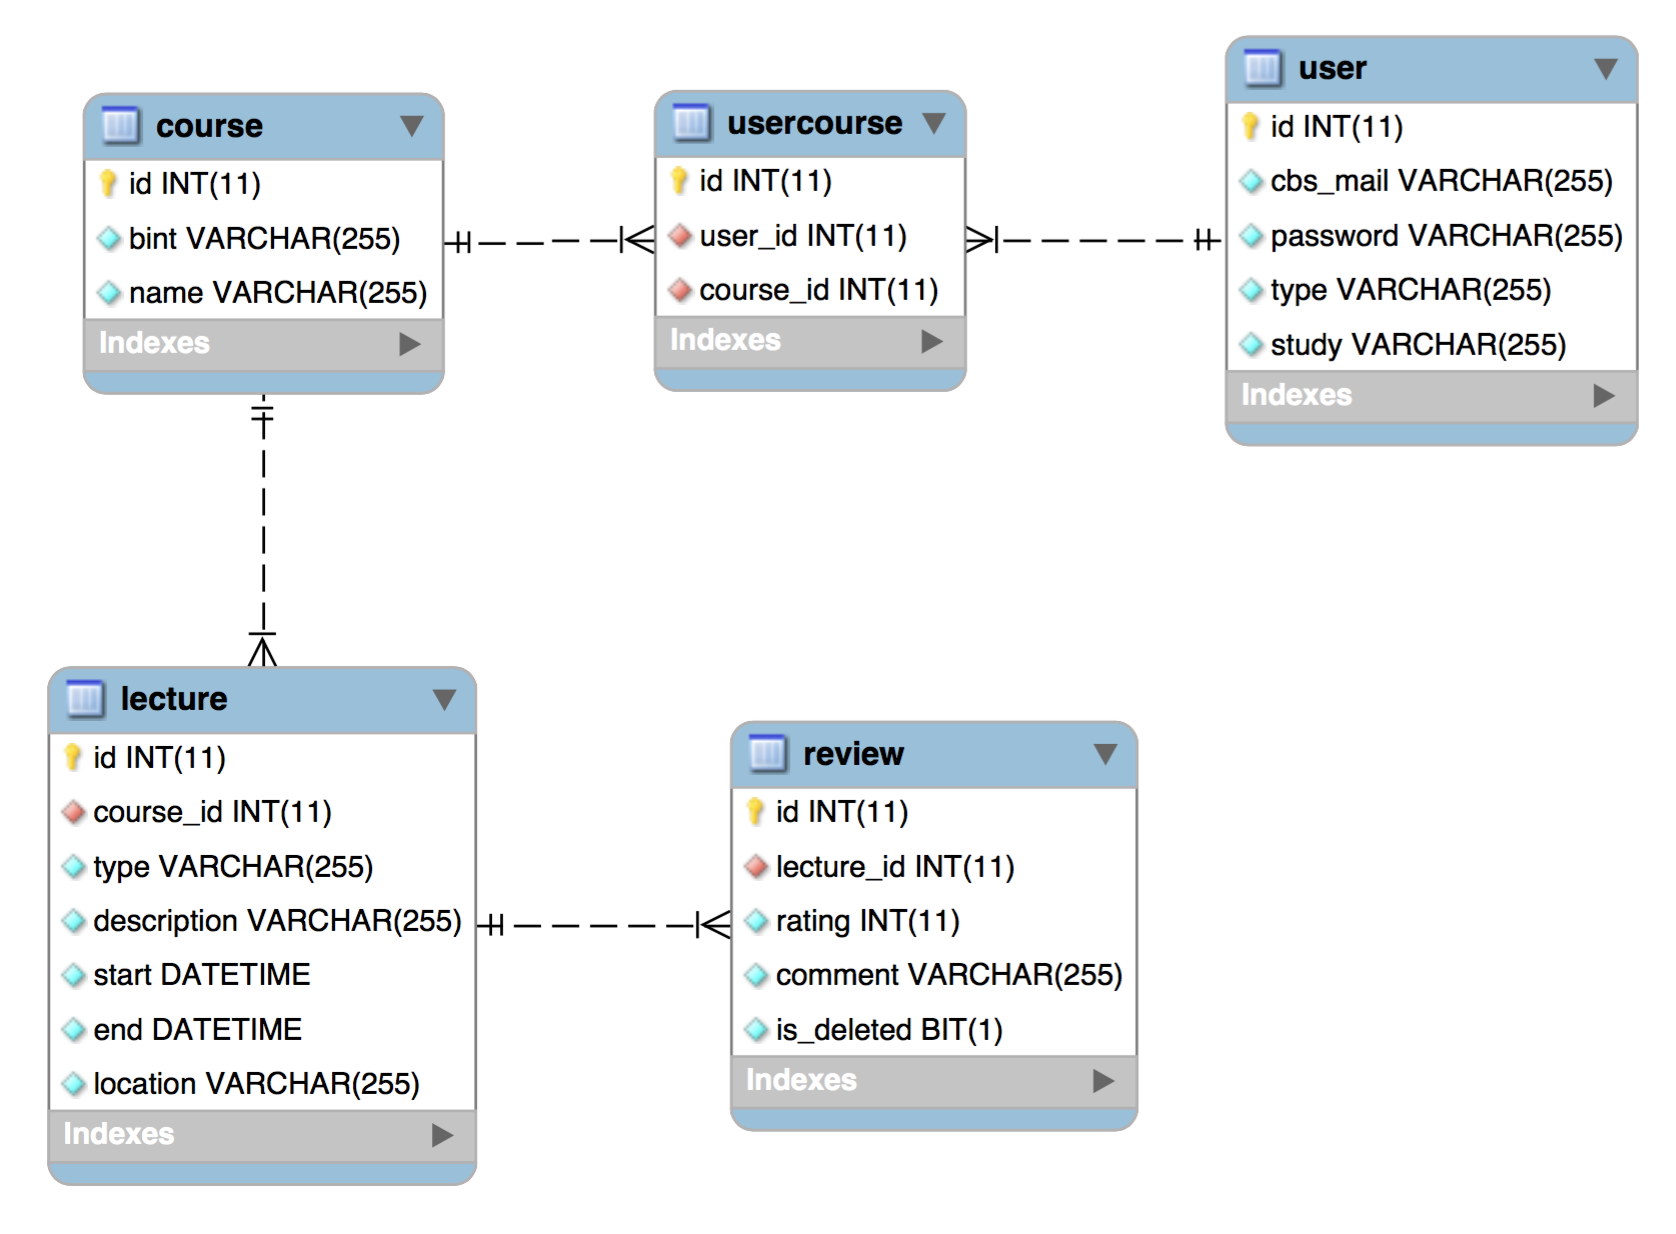 course
id INT(11)
bint VARCHAR(255)
name VARCHAR(255)
Indexes
usercourse
id INT(11)
user_id INT(11)
course_id INT(11)
Indexes
user
id INT(11)
cbs_mail VARCHAR(255)
password VARCHAR(255)
type VARCHAR(255)
study VARCHAR(255)
Indexes
lecture
id INT(11)
course_id INT(11)
type VARCHAR(255)
description VARCHAR(255)
start DATETIME
end DATETIME
location VARCHAR(255)
Indexes
review
id INT(11)
lecture_id INT(11)
rating INT(11)
comment VARCHAR(255)
is_deleted BIT(1)
Indexes